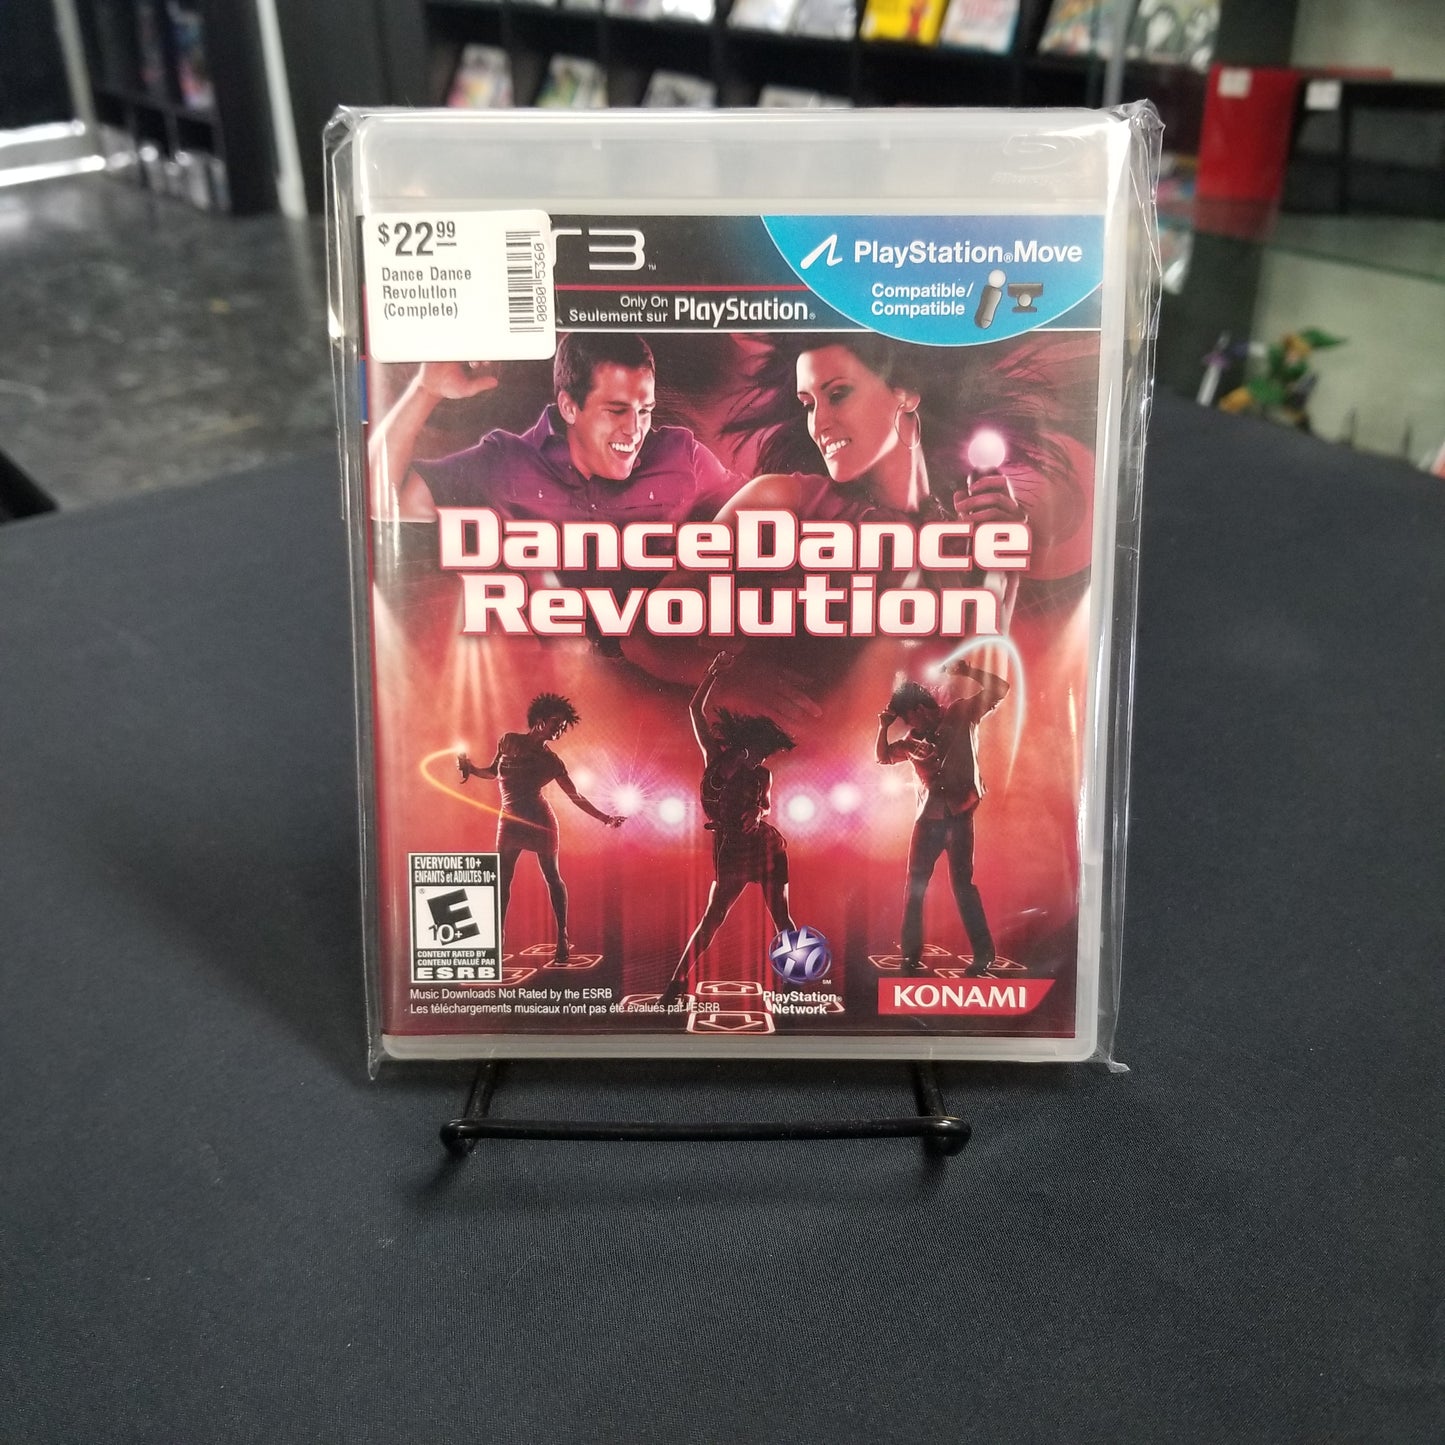 $22.99
Dance Dance
Revolution
(Complete)
00805360
S3™
Only On
Seulement sur PlayStation®
PlayStation®Move
Compatible/
Compatible
DanceDance
Revolution
EVERYONE 10+
ENFANTS et ADULTES 10+
E
10+
CONTENT RATED BY
CONTENU ÉVALUÉ PAR
ESRB
Music Downloads Not Rated by the ESRB
Les téléchargements musicaux n'ont pas été évalués par l'ESRB
PlayStation®
Network
KONAMI